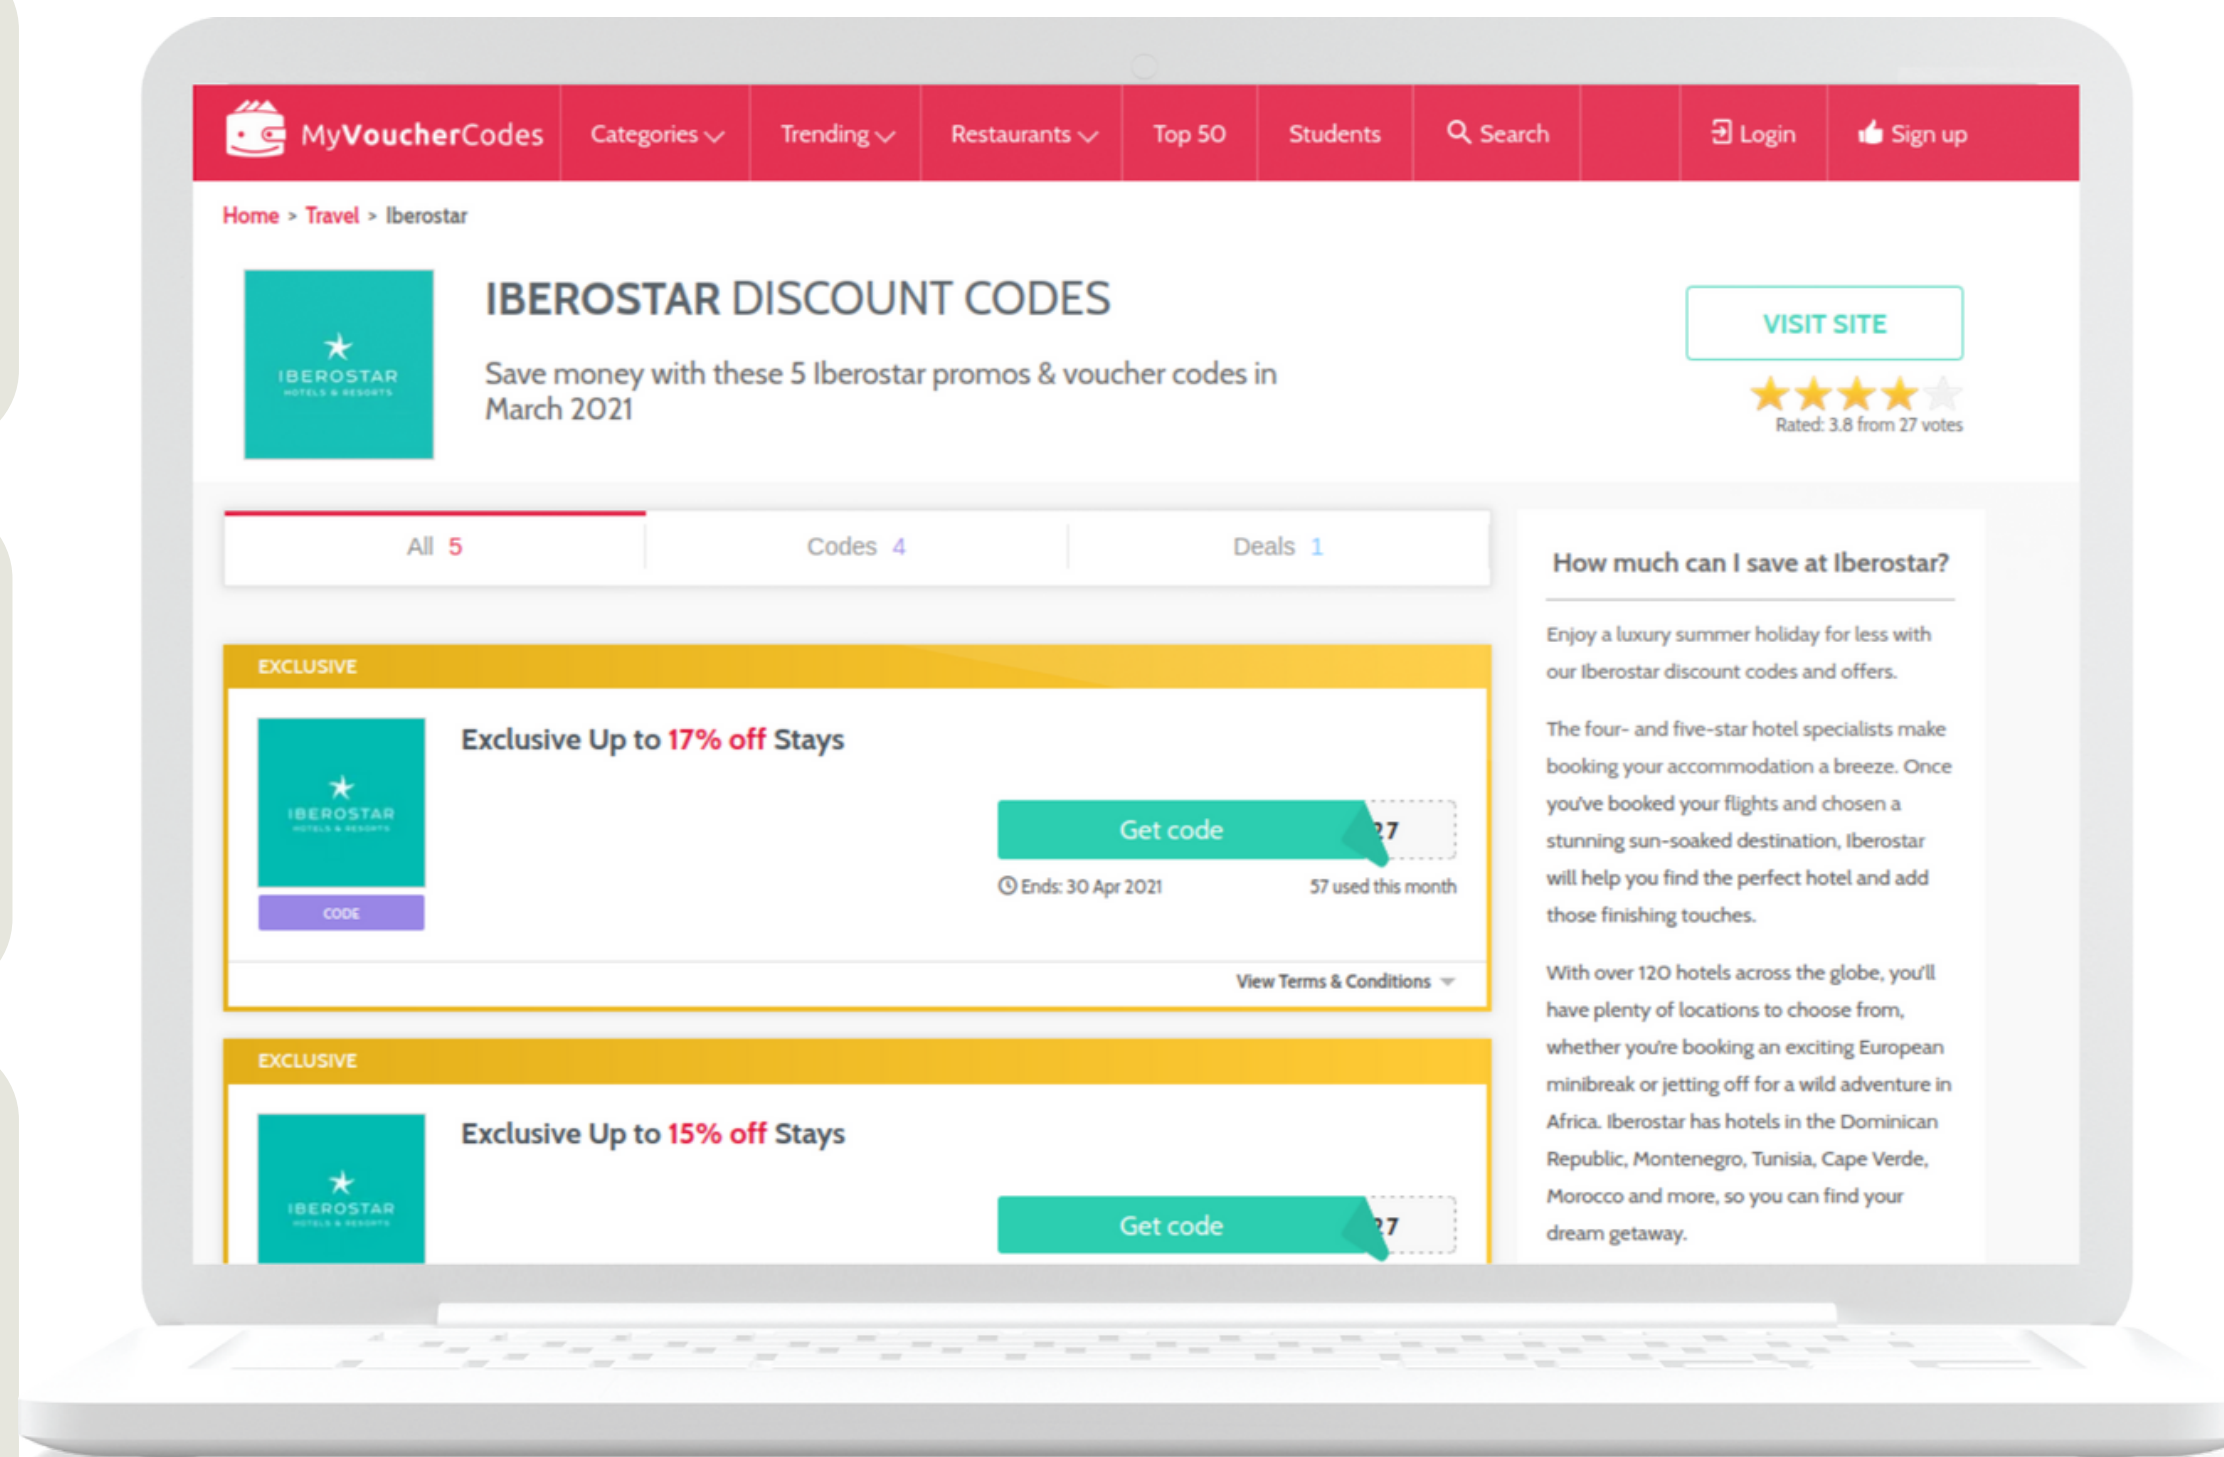 MyVoucherCodes
Categories
Trending
Restaurants
Top 50
Students
Search
Login
Sign up
Home > Travel > Iberostar
IBEROSTAR
HOTELS & RESORTS
IBEROSTAR DISCOUNT CODES
Save money with these 5 Iberostar promos & voucher codes in
March 2021
VISIT SITE
Rated: 3.8 from 27 votes
All 5
Codes 4
Deals 1
EXCLUSIVE
IBEROSTAR
HOTELS & RESORTS
CODE
Exclusive Up to 17% off Stays
Get code
27
Ends: 30 Apr 2021
57 used this month
View Terms & Conditions
EXCLUSIVE
IBEROSTAR
HOTELS & RESORTS
Exclusive Up to 15% off Stays
Get code
27
How much can I save at Iberostar?
Enjoy a luxury summer holiday for less with
our Iberostar discount codes and offers.
The four- and five-star hotel specialists make
booking your accommodation a breeze. Once
you've booked your flights and chosen a
stunning sun-soaked destination, Iberostar
will help you find the perfect hotel and add
those finishing touches.
With over 120 hotels across the globe, you'll
have plenty of locations to choose from,
whether you're booking an exciting European
minibreak or jetting off for a wild adventure in
Africa. Iberostar has hotels in the Dominican
Republic, Montenegro, Tunisia, Cape Verde,
Morocco and more, so you can find your
dream getaway.